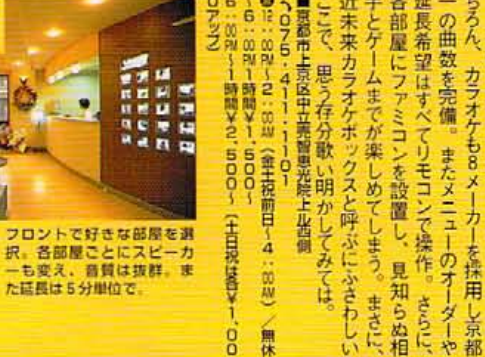 ちろん、カラオケも8メーカーを採用し京都
一の曲数を完備。またメニューのオーダーや
延長希望はすべてリモコンで操作。さらに、
各部屋にファミコンを設置し、見知らぬ相
手とゲームまでが楽しめてしまう。まさに、
近未来カラオケボックスと呼ぶにふさわしい
ここで、思う存分歌い明かしてみては。
■京都市上京区中立売智恵光院上ル西側
075・411・1101
12:00PM〜2:00AM（金土祝前日〜4:00AM）／無休
〜6:00PM1時間¥1,500〜
6:00PM〜1時間¥2,500〜（土日祝は各¥1,00
0アップ）
フロントで好きな部屋を選
択。各部屋ごとにスピーカ
ーも変え、音質は抜群。ま
た延長は5分単位で。